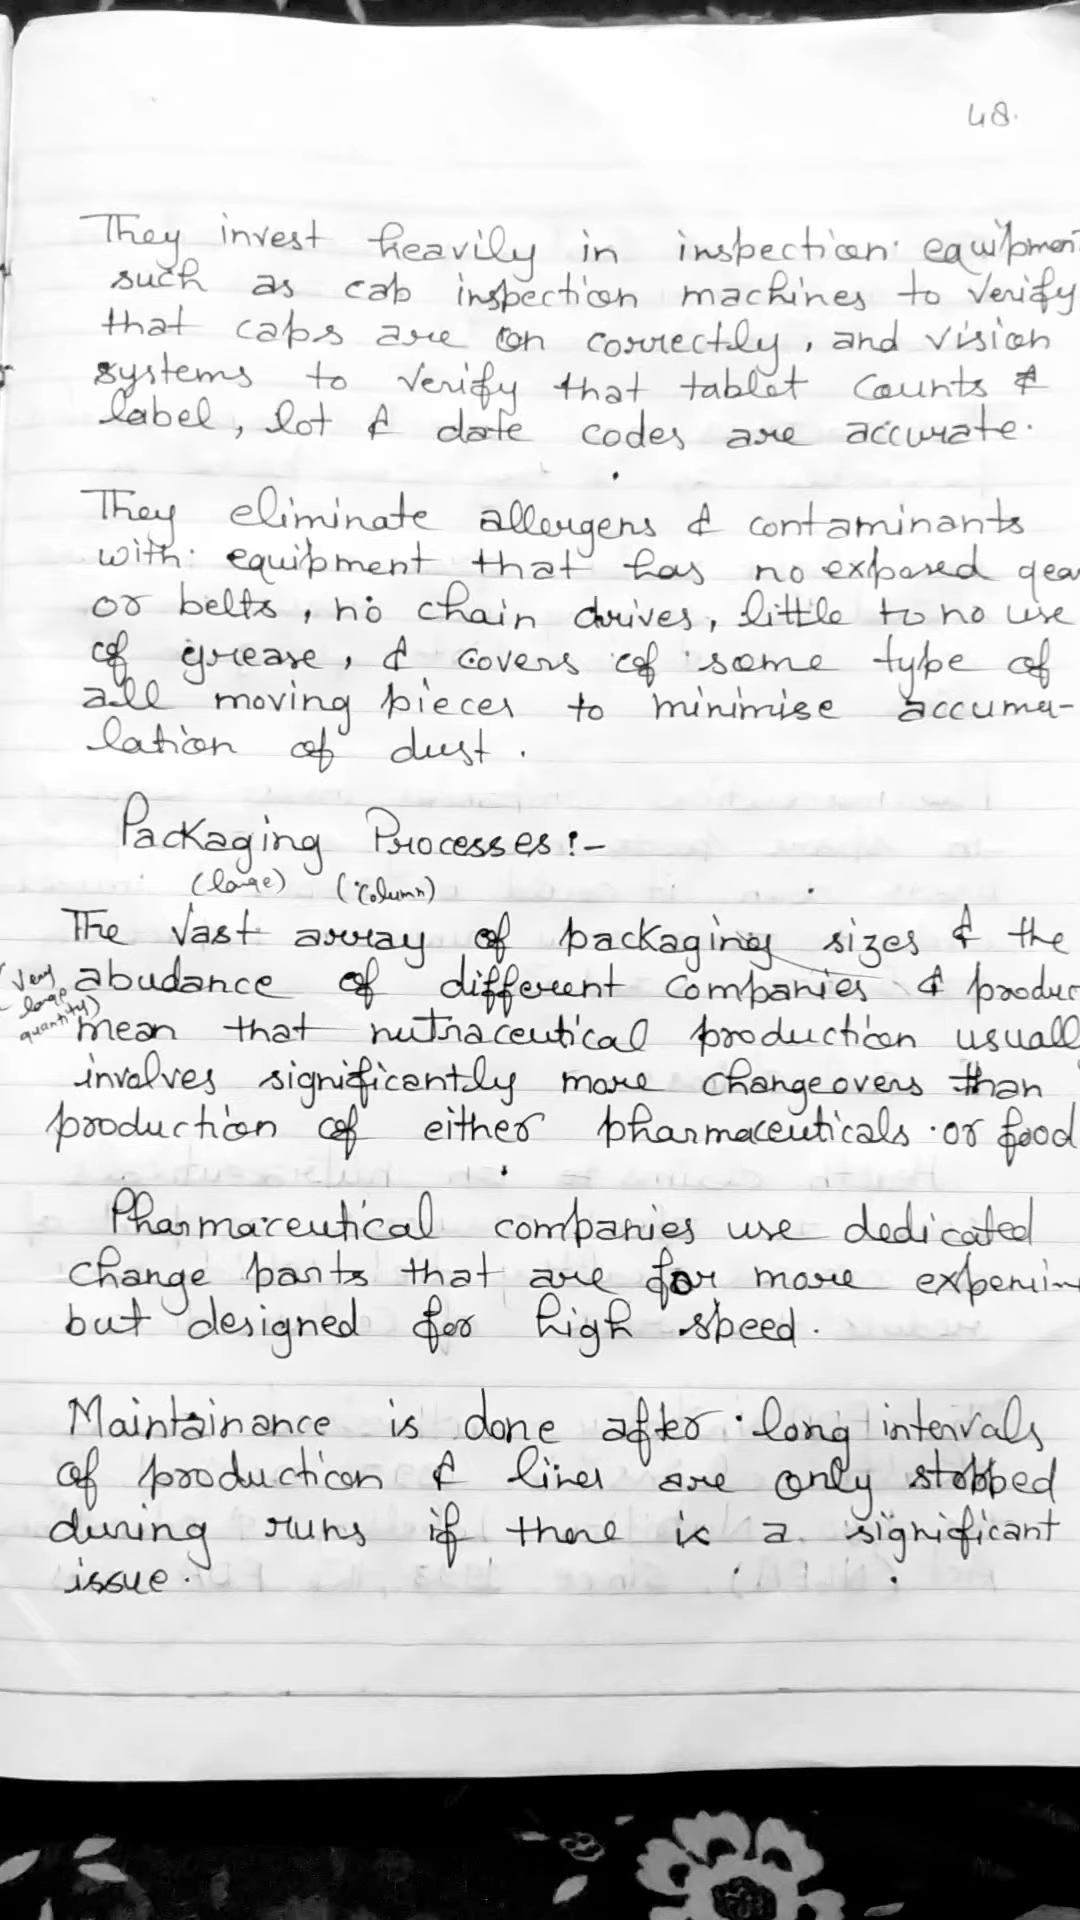 48.
They invest heavily in inspection equipment
such as cap inspection machines to verify
that caps are on correctly, and vision
systems to verify that tablet counts &
label, lot & date codes are accurate.
They eliminate allergens & contaminants
with equipment that has no exposed gea
or belts, no chain drives, little to no use
of grease, & covers of some type of
all moving pieces to minimise accumu-
lation of dust.
Packaging Processes:-
(large) (column)
The vast array of packaging sizes & the
(very large quantity) abudance of different companies & produc
mean that nutraceutical production usuall
involves significantly more changeovers than
production of either pharmaceuticals or food
Pharmaceutical companies use dedicated
change parts that are far more expensi
but designed for high speed.
Maintainance is done after long intervals
of production & lines are only stopped
during runs if there is a significant
issue.